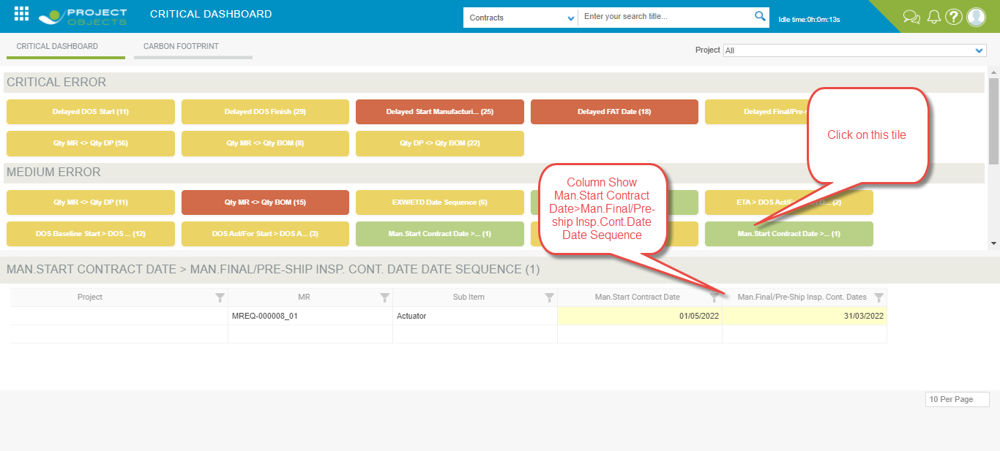 PROJECT
OBJECTS
CRITICAL DASHBOARD
Contracts
Enter your search title...
Idle time:0h:0m:13s
CRITICAL DASHBOARD
CARBON FOOTPRINT
Project
All
CRITICAL ERROR
Delayed DOS Start (11)
Delayed DOS Finish (29)
Delayed Start Manufacturi... (25)
Delayed FAT Date (18)
Delayed Final/Pre-
Click on this tile
Qty MR <> Qty DP (56)
Qty MR <> Qty BOM (8)
Qty DP <> Qty BOM (22)
MEDIUM ERROR
Column Show
Man.Start Contract
Date>Man.Final/Pre-
ship Insp.Cont.Date
Date Sequence
Qty MR <> Qty DP (11)
Qty MR <> Qty BOM (15)
EXW/ETD Date Sequence (6)
ETA > DOS Act/ (2)
DOS Baseline Start > DOS ... (12)
DOS Act/For Start > DOS A... (3)
Man.Start Contract Date >... (1)
Man.Start Contract Date >... (1)
MAN.START CONTRACT DATE > MAN.FINAL/PRE-SHIP INSP. CONT. DATE DATE SEQUENCE (1)
Project
MR
Sub Item
Man.Start Contract Date
Man.Final/Pre-Ship Insp. Cont. Dates
MREQ-000008_01
Actuator
01/05/2022
31/03/2022
10 Per Page